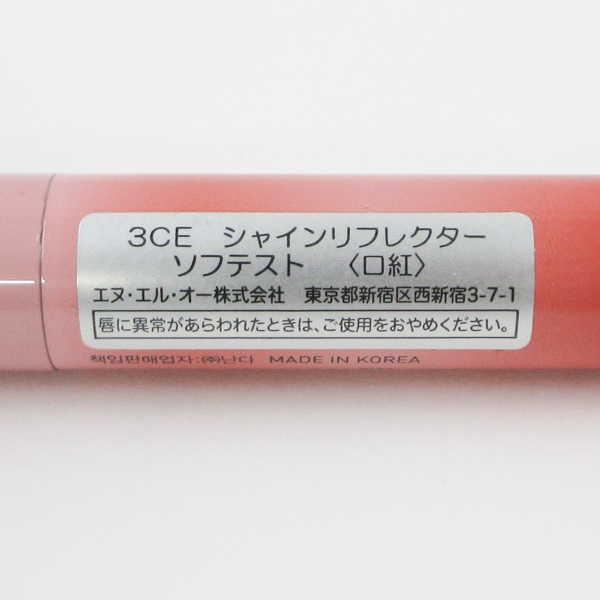 3CE シャインリフレクター
ソフテスト 〈口紅〉
エヌ・エル・オー株式会社 東京都新宿区西新宿3-7-1
唇に異常があらわれたときは、ご使用をおやめください。
책임판매업자:㈜난다 MADE IN KOREA